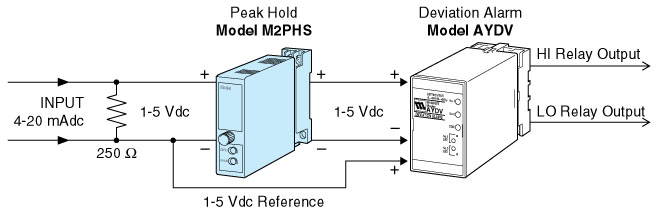 Peak Hold
Model M2PHS
Deviation Alarm
Model AYDV
HI Relay Output
+
+
+
INPUT
4-20 mAdc
1-5 Vdc
1-5 Vdc
AYDV
LO Relay Output
250 Ω
−
−
−
+
1-5 Vdc Reference